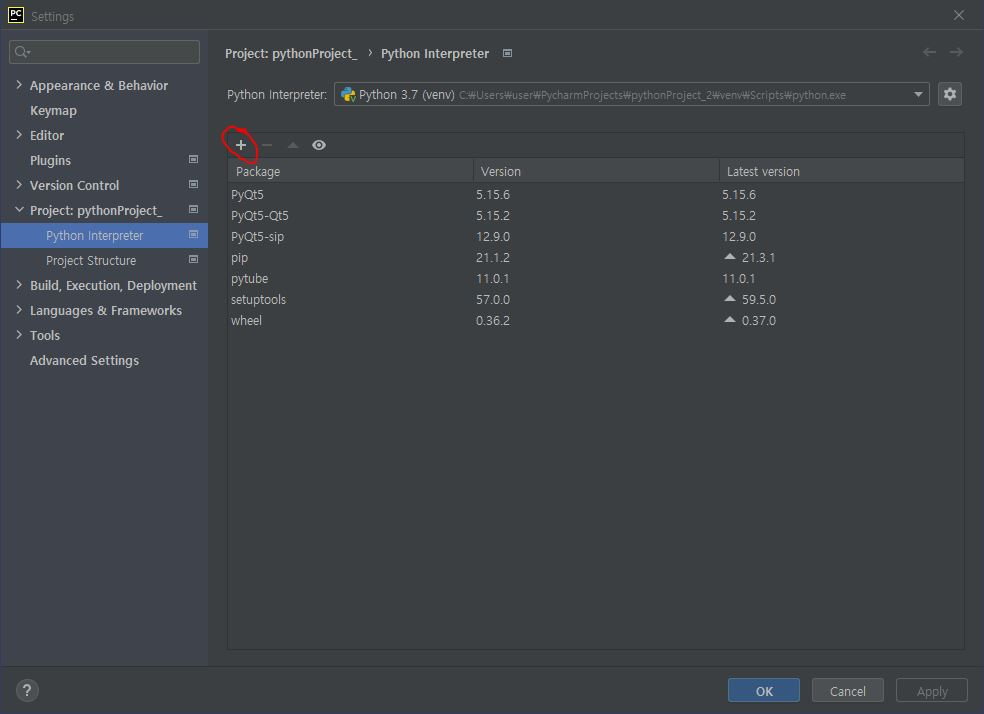 PC Settings
Project: pythonProject_ › Python Interpreter
Python Interpreter: Python 3.7 (venv) C:₩Users₩user₩PycharmProjects₩pythonProject_2₩venv₩Scripts₩python.exe
Appearance & Behavior
Keymap
Editor
Plugins
Version Control
Project: pythonProject_
Python Interpreter
Project Structure
Build, Execution, Deployment
Languages & Frameworks
Tools
Advanced Settings
Package Version Latest version
PyQt5 5.15.6 5.15.6
PyQt5-Qt5 5.15.2 5.15.2
PyQt5-sip 12.9.0 12.9.0
pip 21.1.2 21.3.1
pytube 11.0.1 11.0.1
setuptools 57.0.0 59.5.0
wheel 0.36.2 0.37.0
? OK Cancel Apply